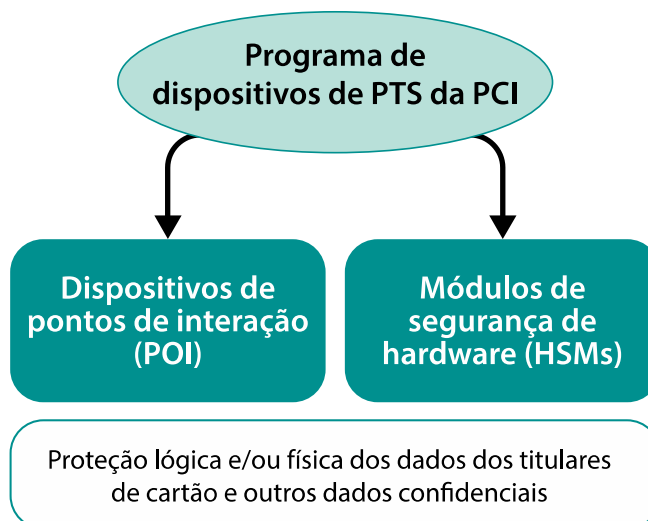 Programa de
dispositivos de PTS da PCI
Dispositivos de
pontos de interação
(POI)
Módulos de
segurança de
hardware (HSMs)
Proteção lógica e/ou física dos dados dos titulares
de cartão e outros dados confidenciais